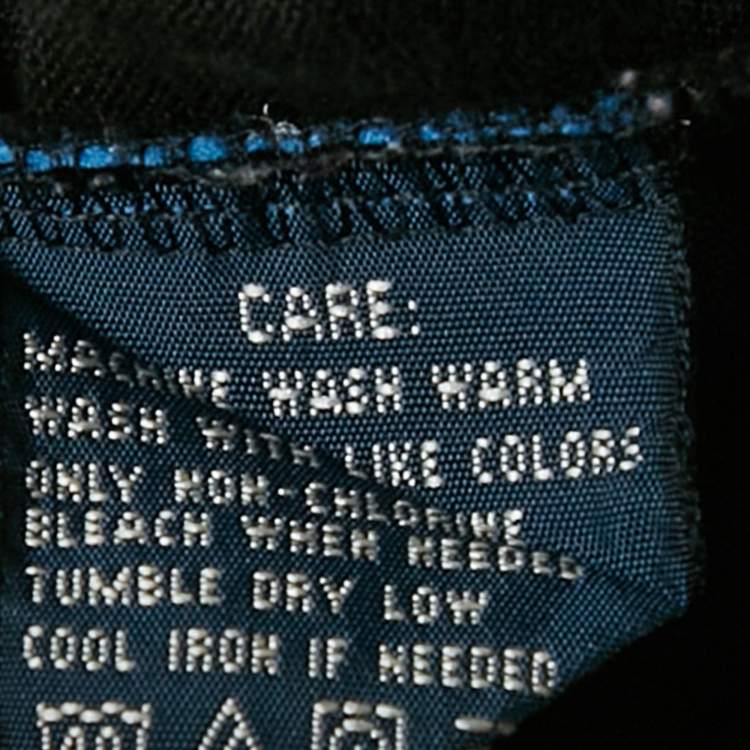 CARE:
MACHINE WASH WARM
WASH WITH LIKE COLORS
ONLY NON-CHLORINE
BLEACH WHEN NEEDED
TUMBLE DRY LOW
COOL IRON IF NEEDED
40